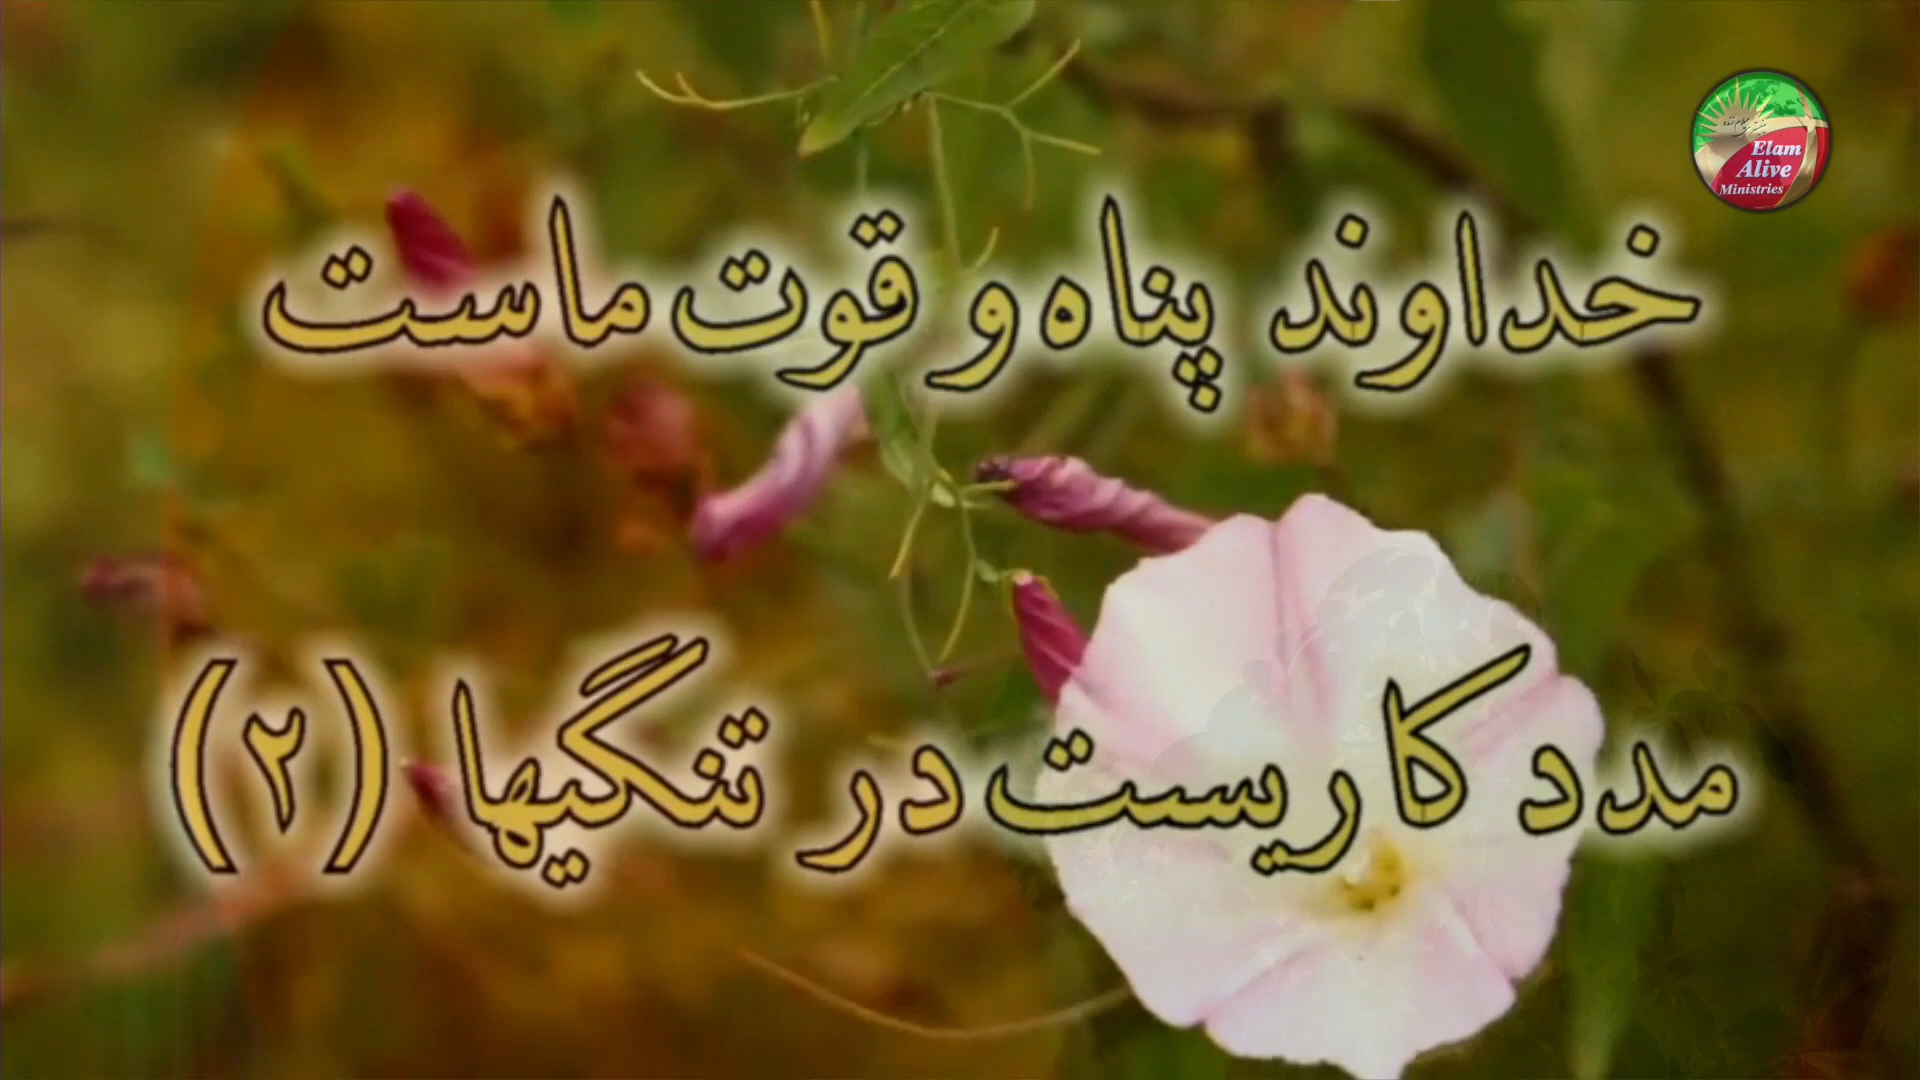 Elam
Alive
Ministries
خداوند پناه و قوت ماست
مدد کاریست در تنگیها (۲)